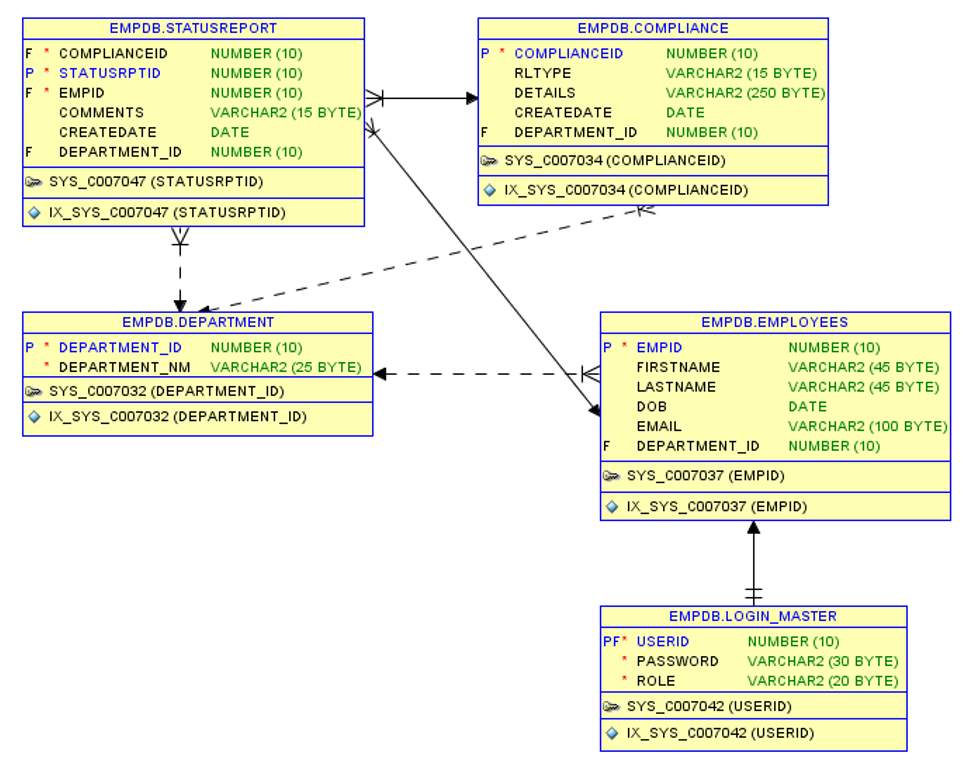 EMPDB.STATUSREPORT
F * COMPLIANCEID NUMBER (10)
P * STATUSRPTID NUMBER (10)
F * EMPID NUMBER (10)
COMMENTS VARCHAR2 (15 BYTE)
CREATEDATE DATE
F DEPARTMENT_ID NUMBER (10)
SYS_C007047 (STATUSRPTID)
IX_SYS_C007047 (STATUSRPTID)
EMPDB.COMPLIANCE
P * COMPLIANCEID NUMBER (10)
RLTYPE VARCHAR2 (15 BYTE)
DETAILS VARCHAR2 (250 BYTE)
CREATEDATE DATE
F DEPARTMENT_ID NUMBER (10)
SYS_C007034 (COMPLIANCEID)
IX_SYS_C007034 (COMPLIANCEID)
EMPDB.DEPARTMENT
P * DEPARTMENT_ID NUMBER (10)
* DEPARTMENT_NM VARCHAR2 (25 BYTE)
SYS_C007032 (DEPARTMENT_ID)
IX_SYS_C007032 (DEPARTMENT_ID)
EMPDB.EMPLOYEES
P * EMPID NUMBER (10)
FIRSTNAME VARCHAR2 (45 BYTE)
LASTNAME VARCHAR2 (45 BYTE)
DOB DATE
EMAIL VARCHAR2 (100 BYTE)
F DEPARTMENT_ID NUMBER (10)
SYS_C007037 (EMPID)
IX_SYS_C007037 (EMPID)
EMPDB.LOGIN_MASTER
PF* USERID NUMBER (10)
* PASSWORD VARCHAR2 (30 BYTE)
* ROLE VARCHAR2 (20 BYTE)
SYS_C007042 (USERID)
IX_SYS_C007042 (USERID)